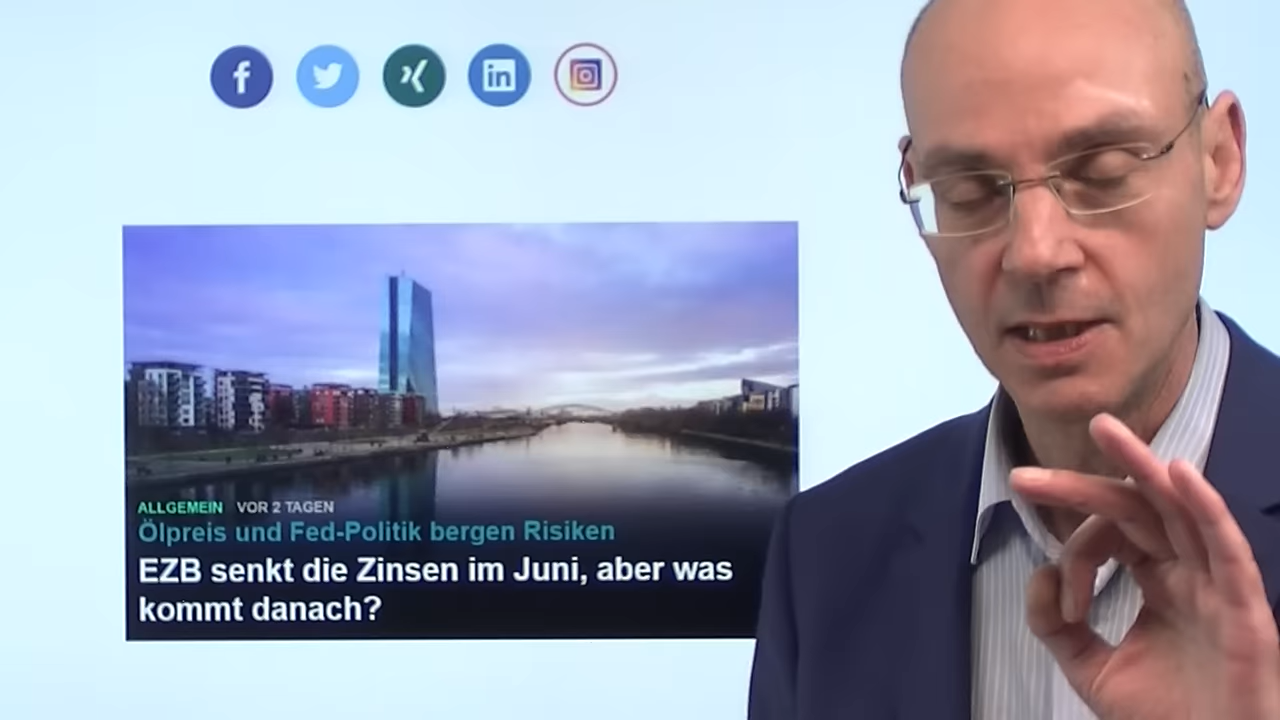 f
in
ALLGEMEIN VOR 2 TAGEN
Ölpreis und Fed-Politik bergen Risiken
EZB senkt die Zinsen im Juni, aber was
kommt danach?